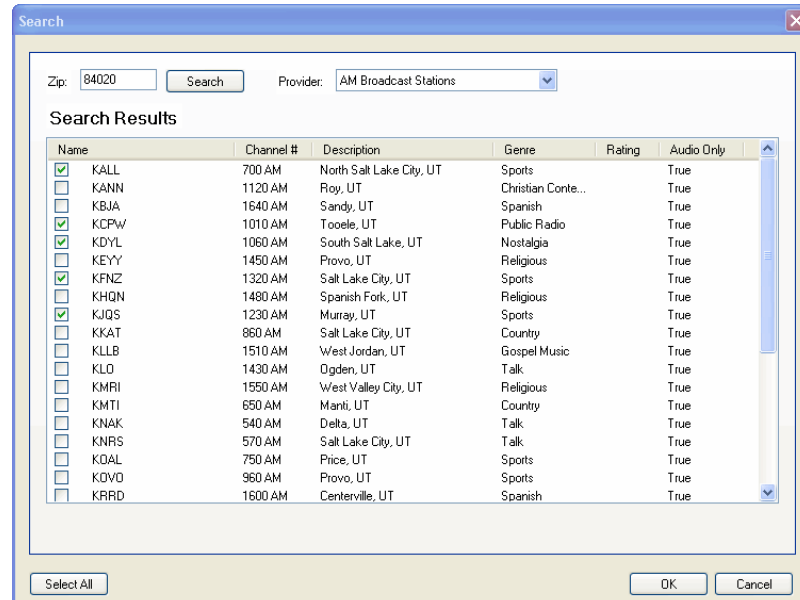 Search
Zip: 84020 Search Provider: AM Broadcast Stations
Search Results
Name Channel # Description Genre Rating Audio Only
KALL 700 AM North Salt Lake City, UT Sports True
KANN 1120 AM Roy, UT Christian Conte... True
KBJA 1640 AM Sandy, UT Spanish True
KCPW 1010 AM Tooele, UT Public Radio True
KDYL 1060 AM South Salt Lake, UT Nostalgia True
KEYY 1450 AM Provo, UT Religious True
KFNZ 1320 AM Salt Lake City, UT Sports True
KHQN 1480 AM Spanish Fork, UT Religious True
KJQS 1230 AM Murray, UT Sports True
KKAT 860 AM Salt Lake City, UT Country True
KLLB 1510 AM West Jordan, UT Gospel Music True
KLO 1430 AM Ogden, UT Talk True
KMRI 1550 AM West Valley City, UT Religious True
KMTI 650 AM Manti, UT Country True
KNAK 540 AM Delta, UT Talk True
KNRS 570 AM Salt Lake City, UT Talk True
KOAL 750 AM Price, UT Sports True
KOVO 960 AM Provo, UT Sports True
KRRD 1600 AM Centerville, UT Spanish True
Select All OK Cancel